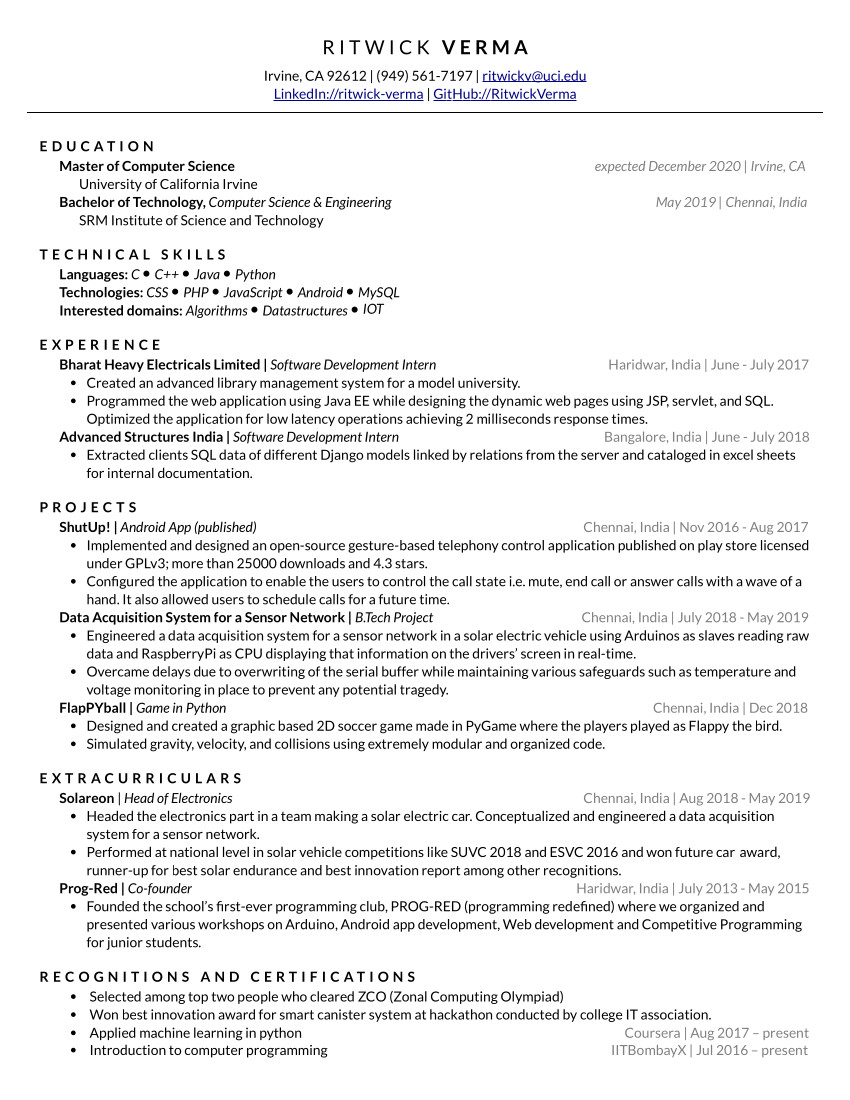 RITWICK VERMA
Irvine, CA 92612 | (949) 561-7197 | ritwickv@uci.edu
LinkedIn://ritwick-verma | GitHub://RitwickVerma
EDUCATION
Master of Computer Science expected December 2020 | Irvine, CA
University of California Irvine
Bachelor of Technology, Computer Science & Engineering May 2019 | Chennai, India
SRM Institute of Science and Technology
TECHNICAL SKILLS
Languages: C • C++ • Java • Python
Technologies: CSS • PHP • JavaScript • Android • MySQL
Interested domains: Algorithms • Datastructures • IOT
EXPERIENCE
Bharat Heavy Electricals Limited | Software Development Intern Haridwar, India | June - July 2017
• Created an advanced library management system for a model university.
• Programmed the web application using Java EE while designing the dynamic web pages using JSP, servlet, and SQL.
Optimized the application for low latency operations achieving 2 milliseconds response times.
Advanced Structures India | Software Development Intern Bangalore, India | June - July 2018
• Extracted clients SQL data of different Django models linked by relations from the server and cataloged in excel sheets
for internal documentation.
PROJECTS
ShutUp! | Android App (published) Chennai, India | Nov 2016 - Aug 2017
• Implemented and designed an open-source gesture-based telephony control application published on play store licensed
under GPLv3; more than 25000 downloads and 4.3 stars.
• Configured the application to enable the users to control the call state i.e. mute, end call or answer calls with a wave of a
hand. It also allowed users to schedule calls for a future time.
Data Acquisition System for a Sensor Network | B.Tech Project Chennai, India | July 2018 - May 2019
• Engineered a data acquisition system for a sensor network in a solar electric vehicle using Arduinos as slaves reading raw
data and RaspberryPi as CPU displaying that information on the drivers’ screen in real-time.
• Overcame delays due to overwriting of the serial buffer while maintaining various safeguards such as temperature and
voltage monitoring in place to prevent any potential tragedy.
FlapPYball | Game in Python Chennai, India | Dec 2018
• Designed and created a graphic based 2D soccer game made in PyGame where the players played as Flappy the bird.
• Simulated gravity, velocity, and collisions using extremely modular and organized code.
EXTRACURRICULARS
Solareon | Head of Electronics Chennai, India | Aug 2018 - May 2019
• Headed the electronics part in a team making a solar electric car. Conceptualized and engineered a data acquisition
system for a sensor network.
• Performed at national level in solar vehicle competitions like SUVC 2018 and ESVC 2016 and won future car award,
runner-up for best solar endurance and best innovation report among other recognitions.
Prog-Red | Co-founder Haridwar, India | July 2013 - May 2015
• Founded the school’s first-ever programming club, PROG-RED (programming redefined) where we organized and
presented various workshops on Arduino, Android app development, Web development and Competitive Programming
for junior students.
RECOGNITIONS AND CERTIFICATIONS
• Selected among top two people who cleared ZCO (Zonal Computing Olympiad)
• Won best innovation award for smart canister system at hackathon conducted by college IT association.
• Applied machine learning in python Coursera | Aug 2017 – present
• Introduction to computer programming IITBombayX | Jul 2016 – present